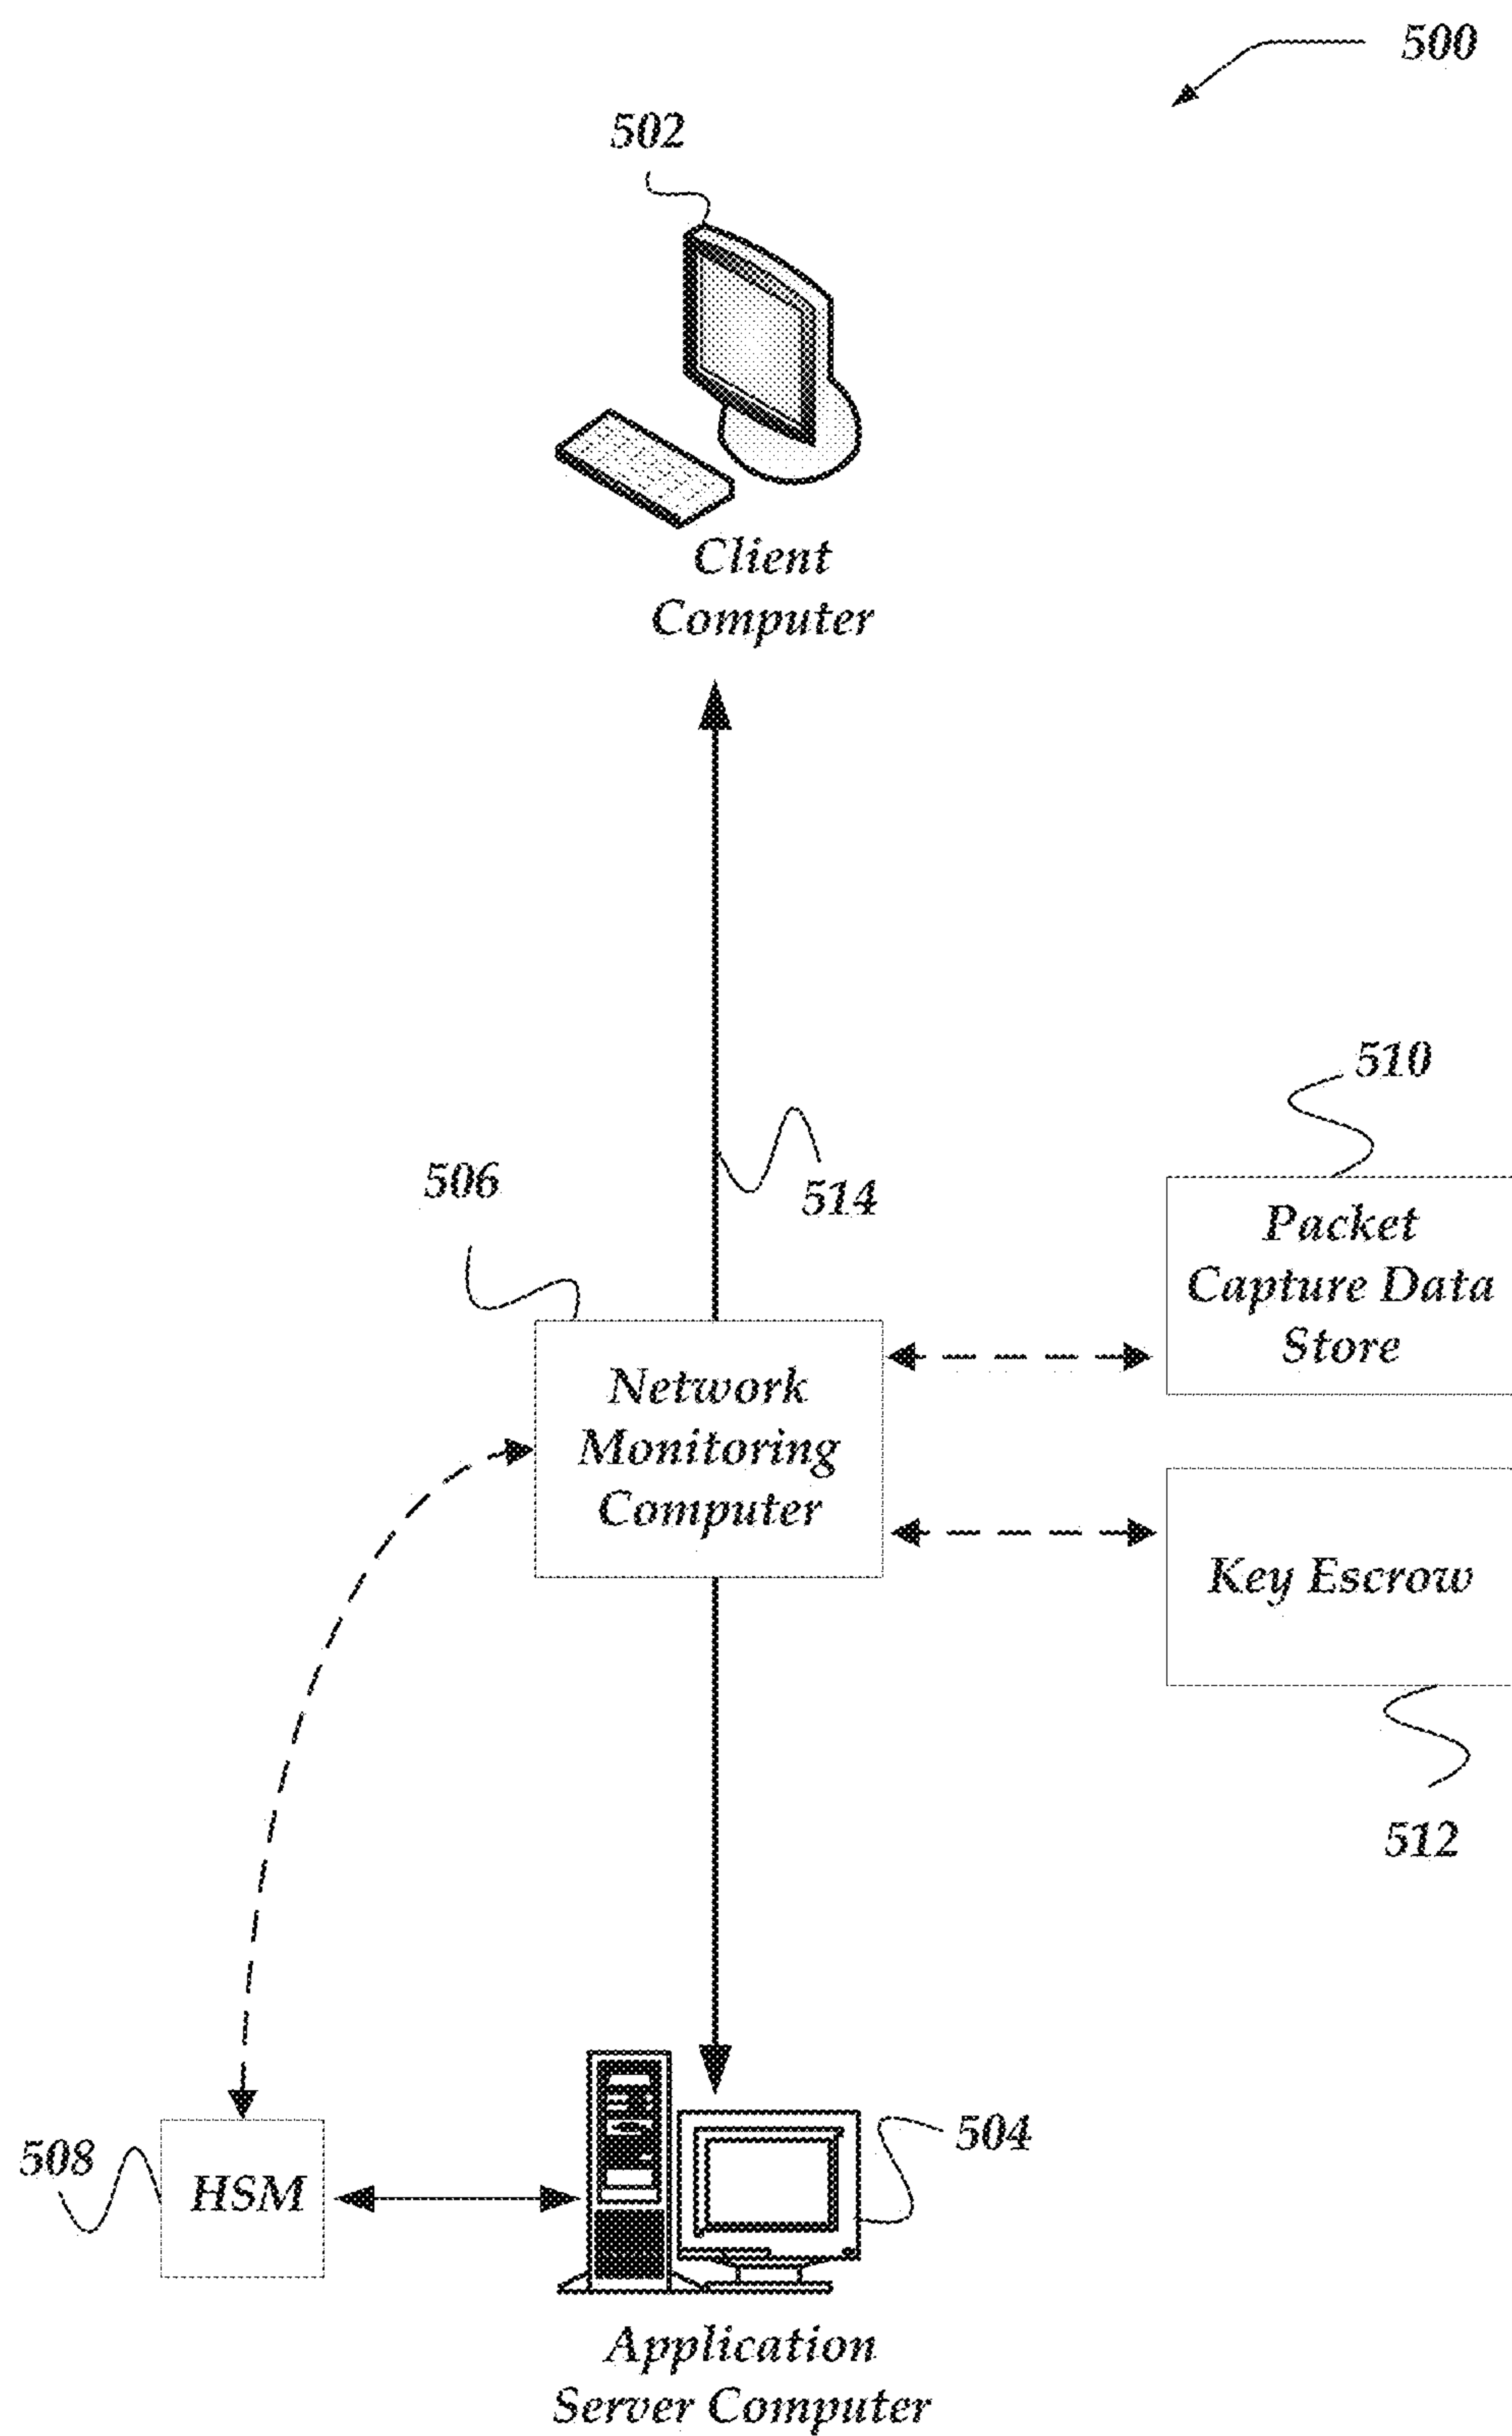 500
502
Client
Computer
510
506
514
Packet
Capture Data
Store
Network
Monitoring
Computer
Key Escrow
512
504
508
HSM
Application
Server Computer